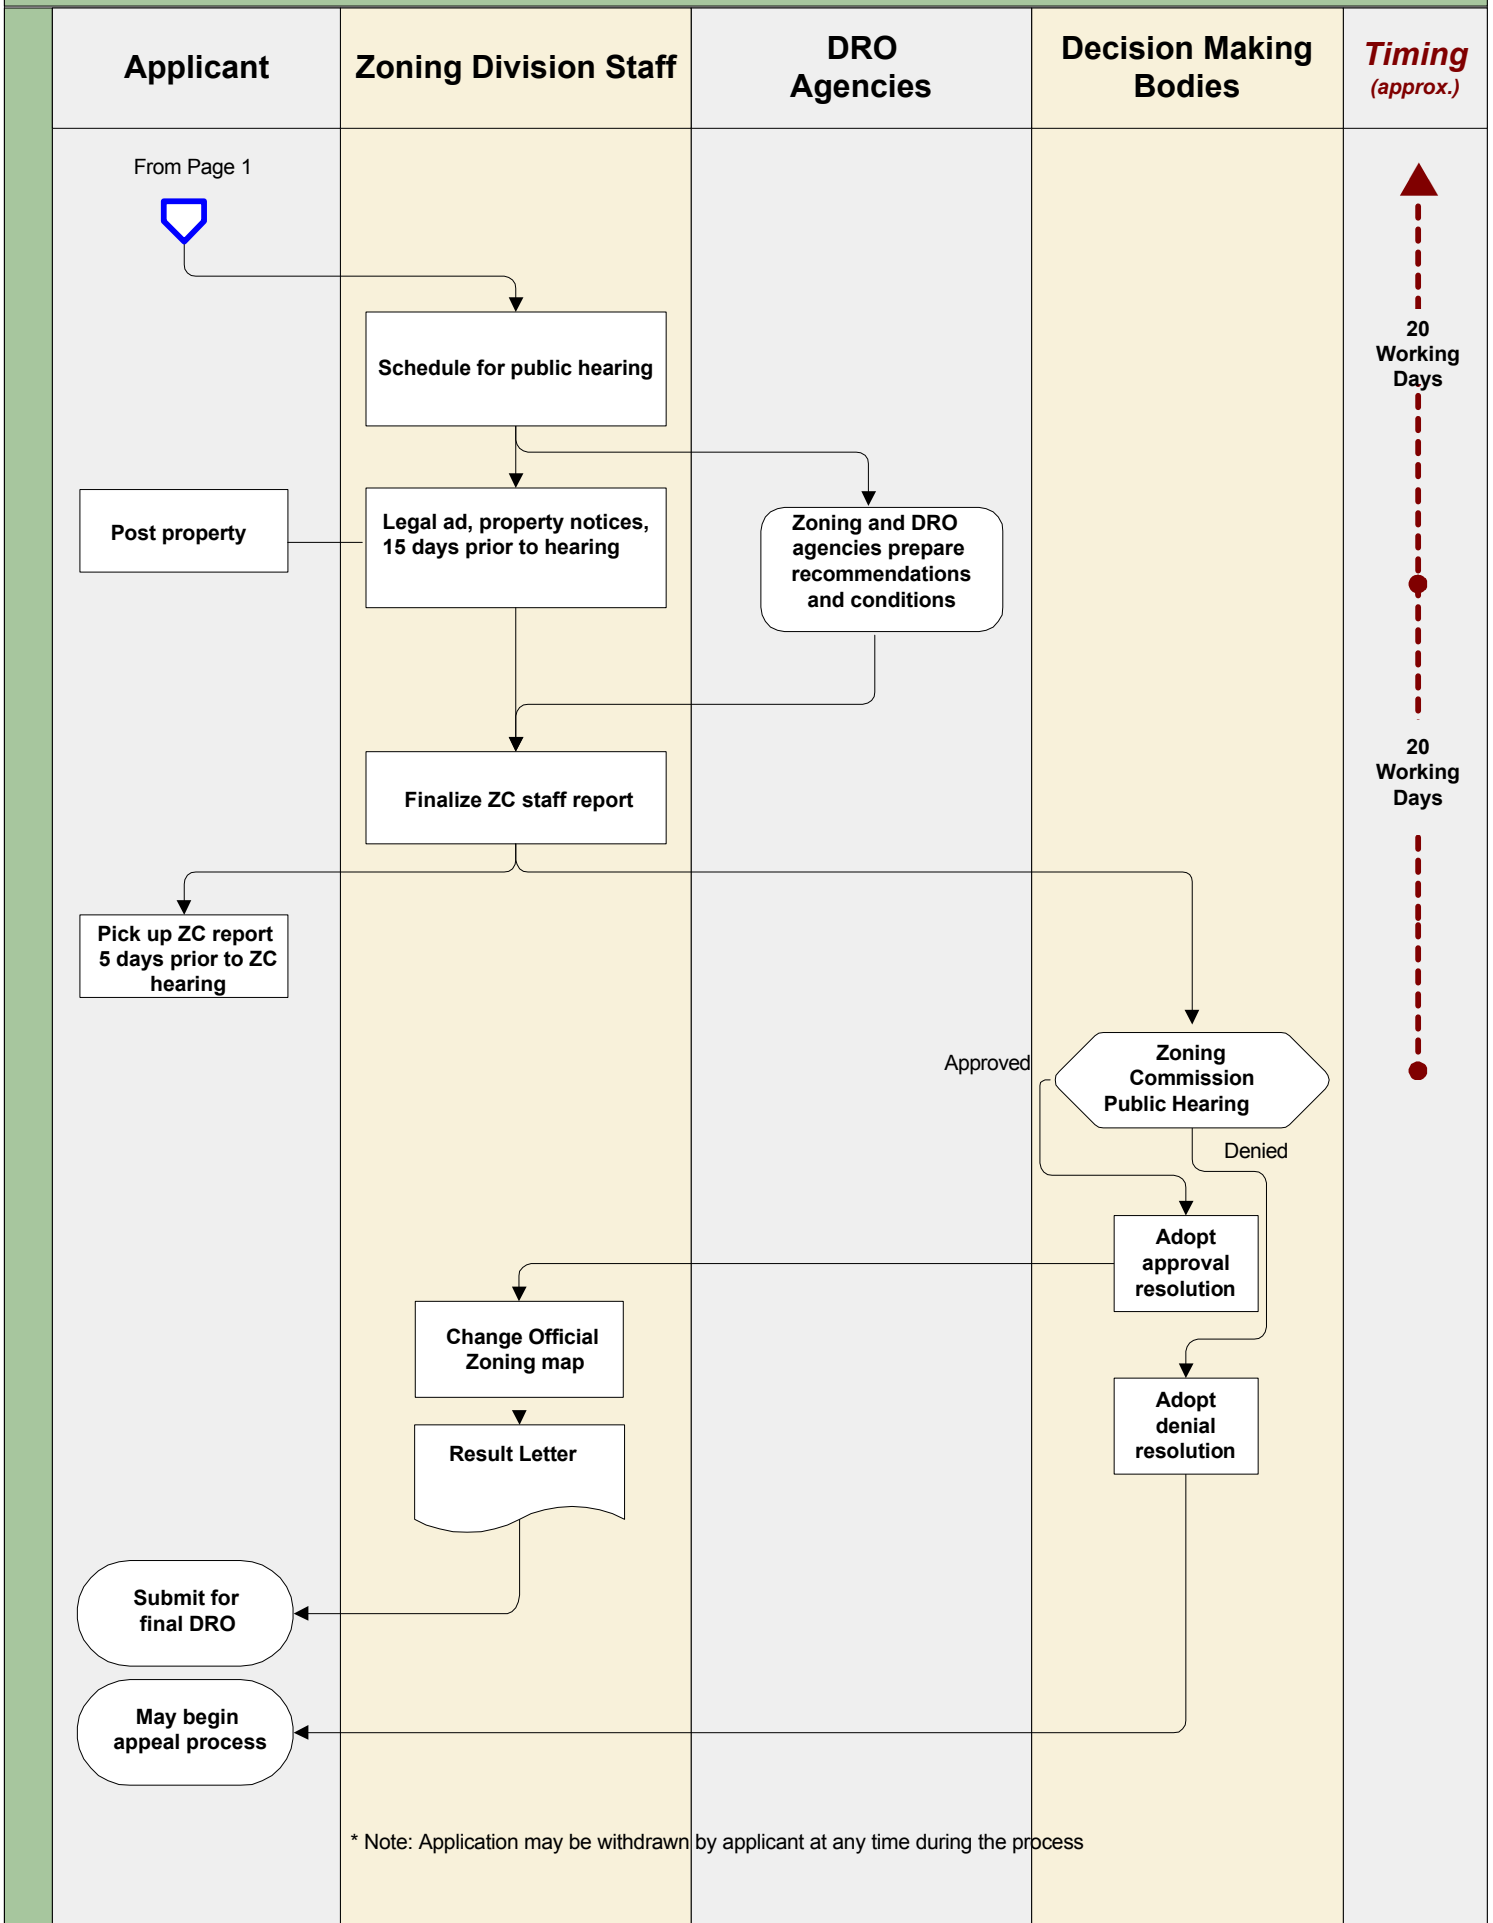 Applicant
Zoning Division Staff
DRO
Agencies
Decision Making
Bodies
Timing
(approx.)
From Page 1
20
Working
Days
Schedule for public hearing
Post property
Legal ad, property notices,
15 days prior to hearing
Zoning and DRO
agencies prepare
recommendations
and conditions
20
Working
Days
Finalize ZC staff report
Pick up ZC report
5 days prior to ZC
hearing
Approved
Zoning
Commission
Public Hearing
Denied
Adopt
approval
resolution
Change Official
Zoning map
Adopt
denial
resolution
Result Letter
Submit for
final DRO
May begin
appeal process
* Note: Application may be withdrawn by applicant at any time during the process